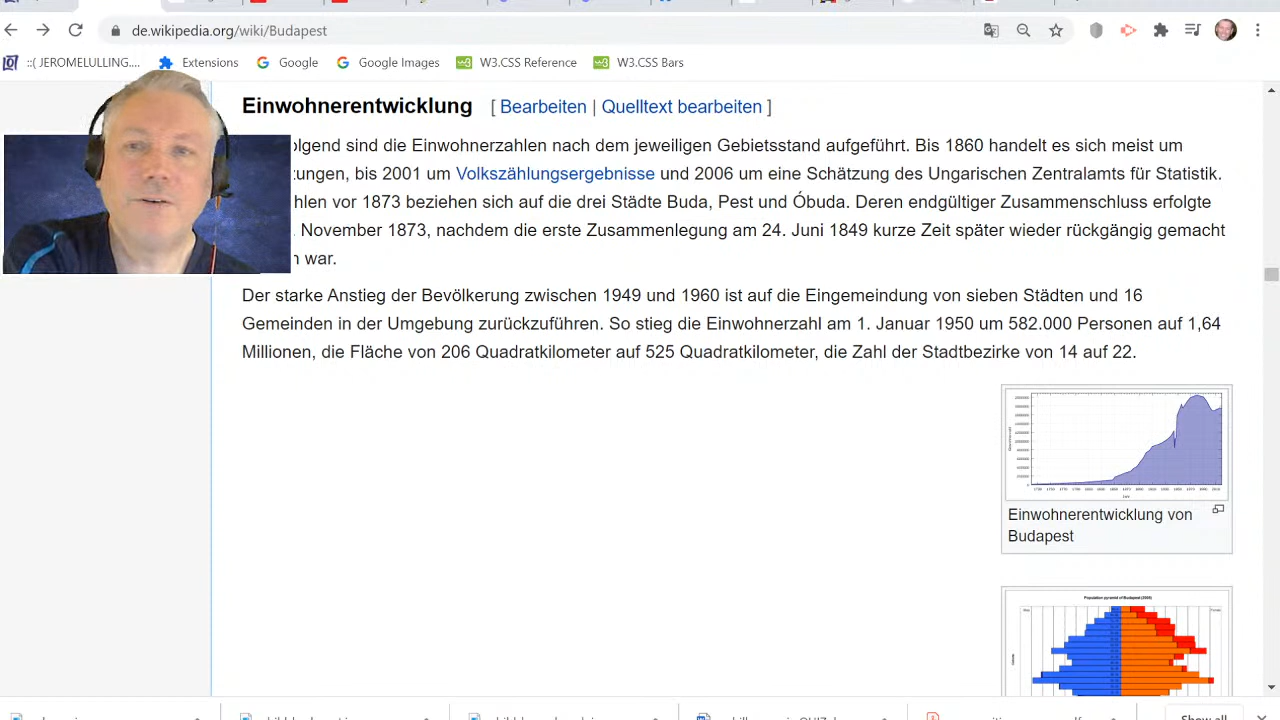 de.wikipedia.org/wiki/Budapest
::( JEROMELULLING.... Extensions Google Google Images W3.CSS Reference W3.CSS Bars
Einwohnerentwicklung [ Bearbeiten | Quelltext bearbeiten ]
olgend sind die Einwohnerzahlen nach dem jeweiligen Gebietsstand aufgeführt. Bis 1860 handelt es sich meist um
zungen, bis 2001 um Volkszählungsergebnisse und 2006 um eine Schätzung des Ungarischen Zentralamts für Statistik.
hlen vor 1873 beziehen sich auf die drei Städte Buda, Pest und Óbuda. Deren endgültiger Zusammenschluss erfolgte
November 1873, nachdem die erste Zusammenlegung am 24. Juni 1849 kurze Zeit später wieder rückgängig gemacht
n war.
Der starke Anstieg der Bevölkerung zwischen 1949 und 1960 ist auf die Eingemeindung von sieben Städten und 16
Gemeinden in der Umgebung zurückzuführen. So stieg die Einwohnerzahl am 1. Januar 1950 um 582.000 Personen auf 1,64
Millionen, die Fläche von 206 Quadratkilometer auf 525 Quadratkilometer, die Zahl der Stadtbezirke von 14 auf 22.
Einwohnerentwicklung von
Budapest
Population pyramid of Budapest
Show all